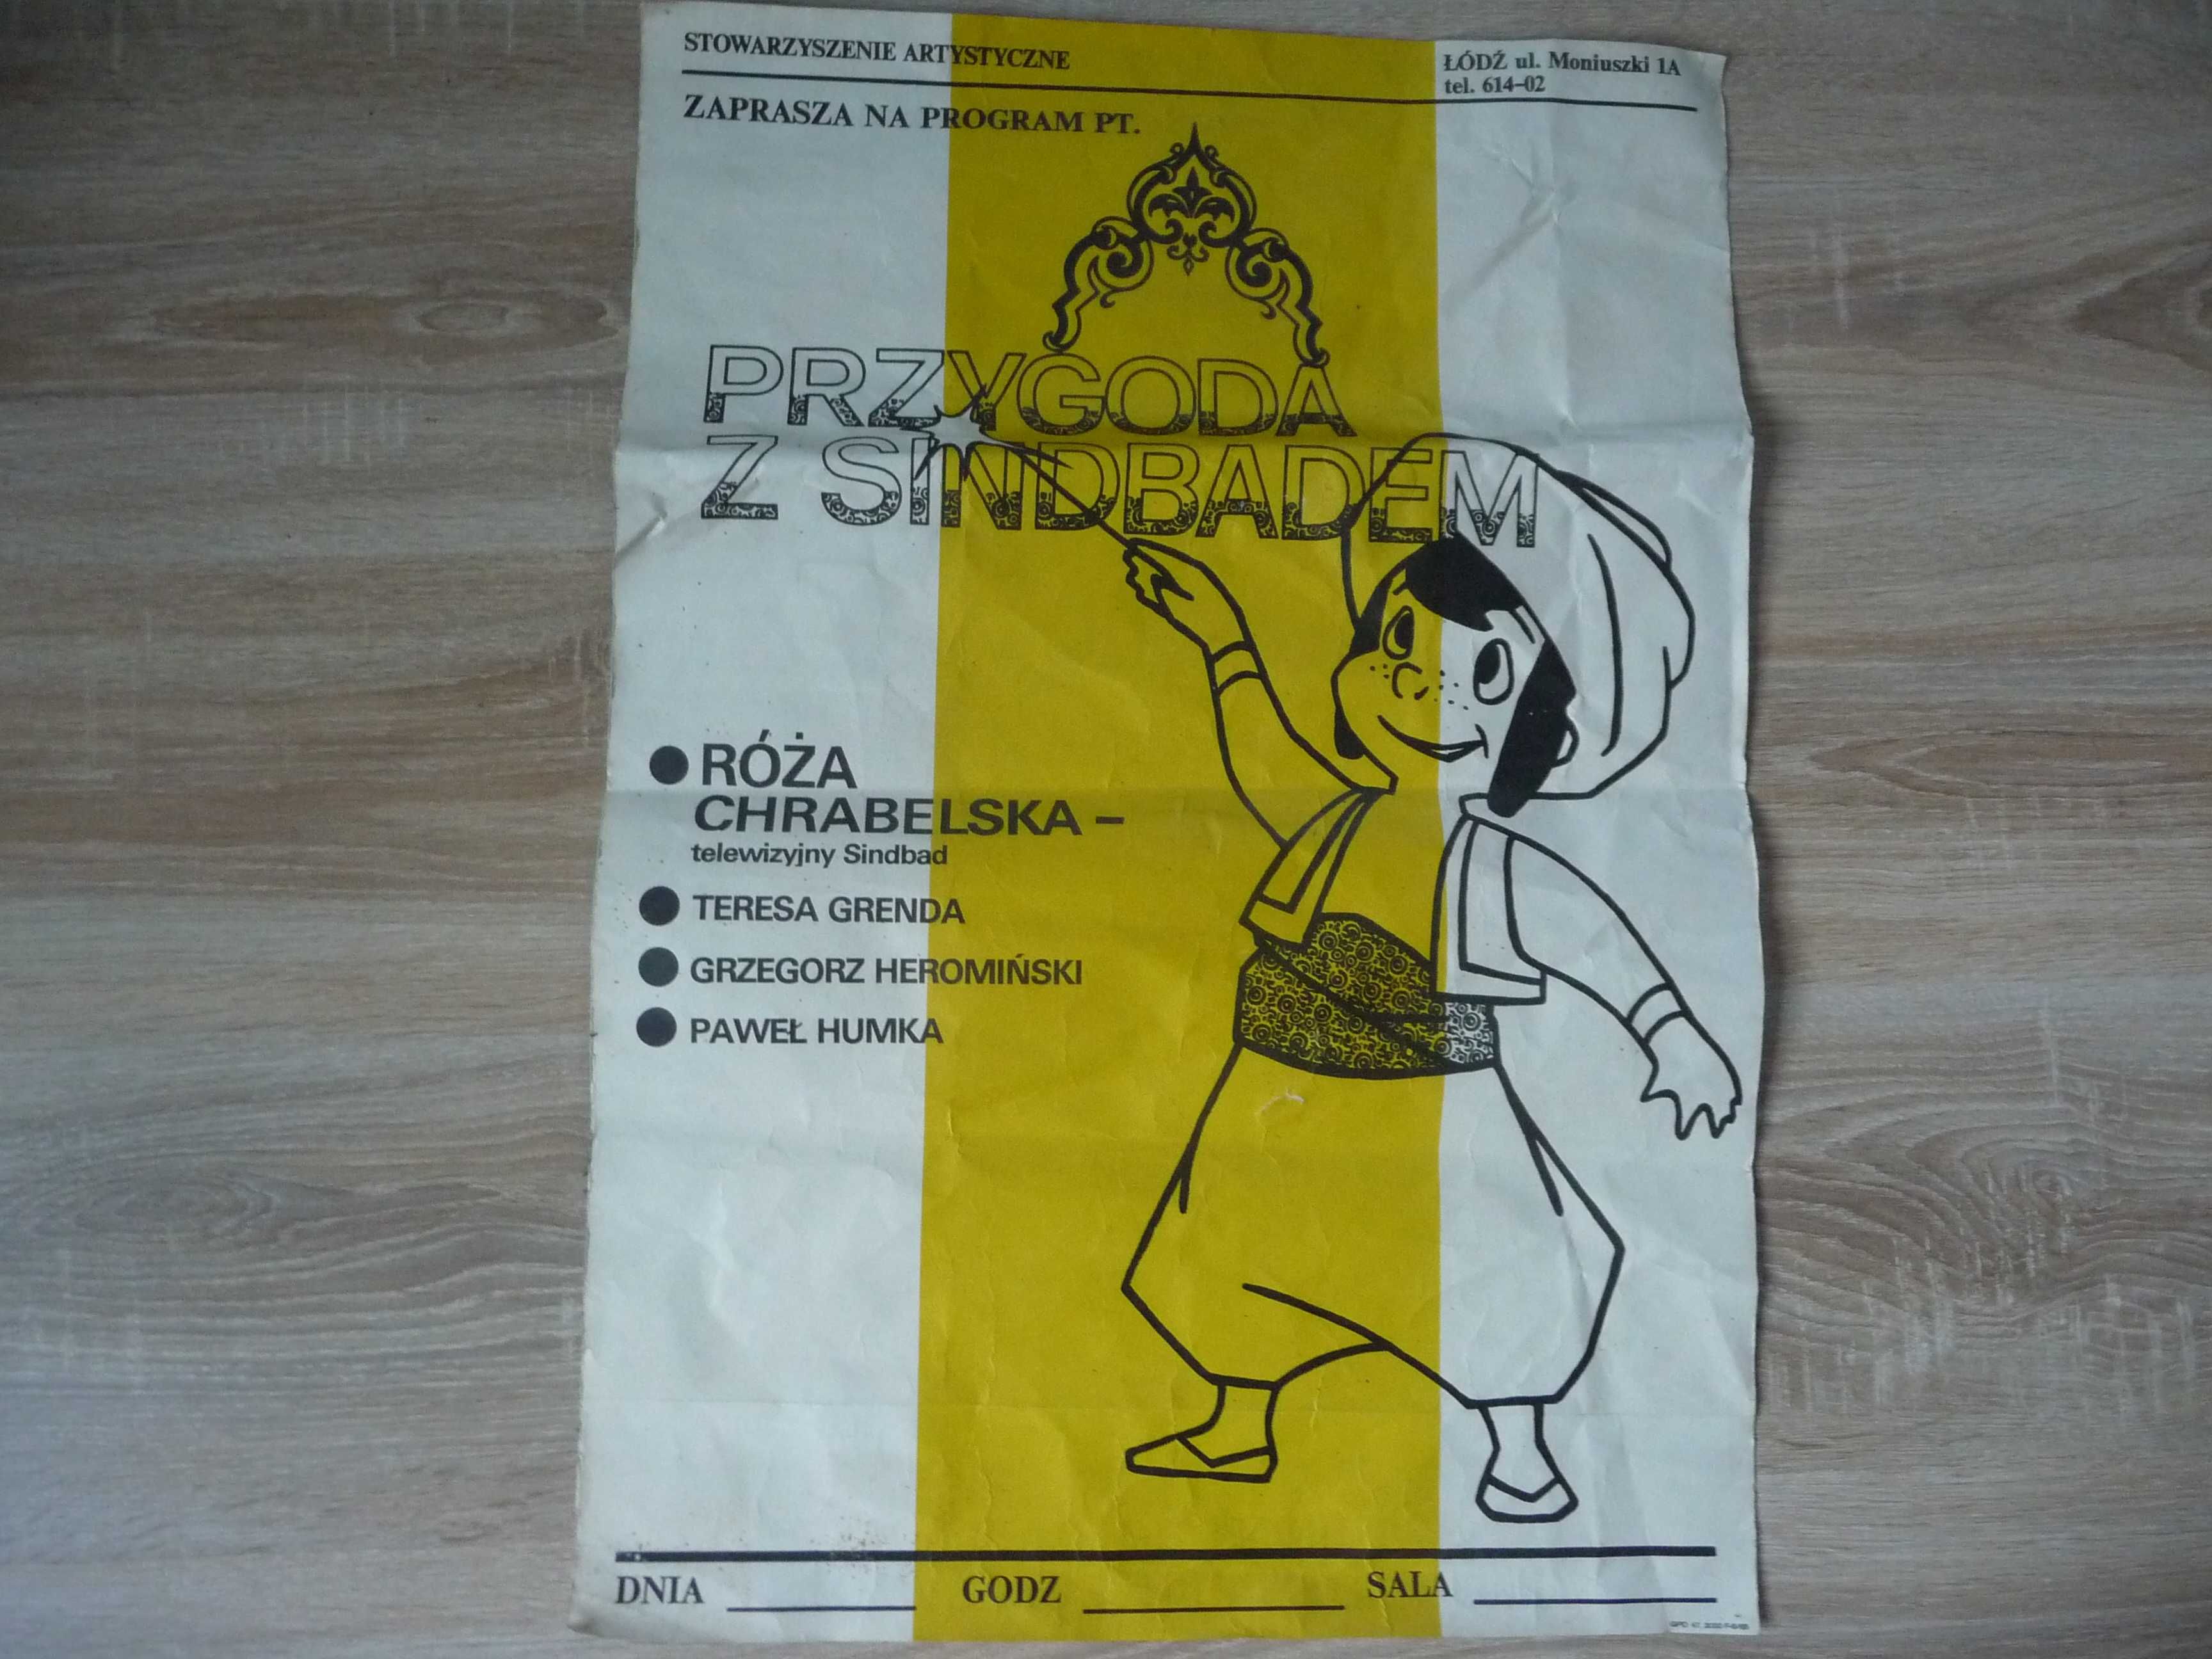 STOWARZYSZENIE ARTYSTYCZNE
ŁÓDŹ ul. Moniuszki 1A
tel. 614-02
ZAPRASZA NA PROGRAM PT.
PRZYGODA
Z SINDBADEM
RÓŻA
CHRABELSKA –
telewizyjny Sindbad
TERESA GRENDA
GRZEGORZ HEROMIŃSKI
PAWEŁ HUMKA
DNIA
GODZ
SALA